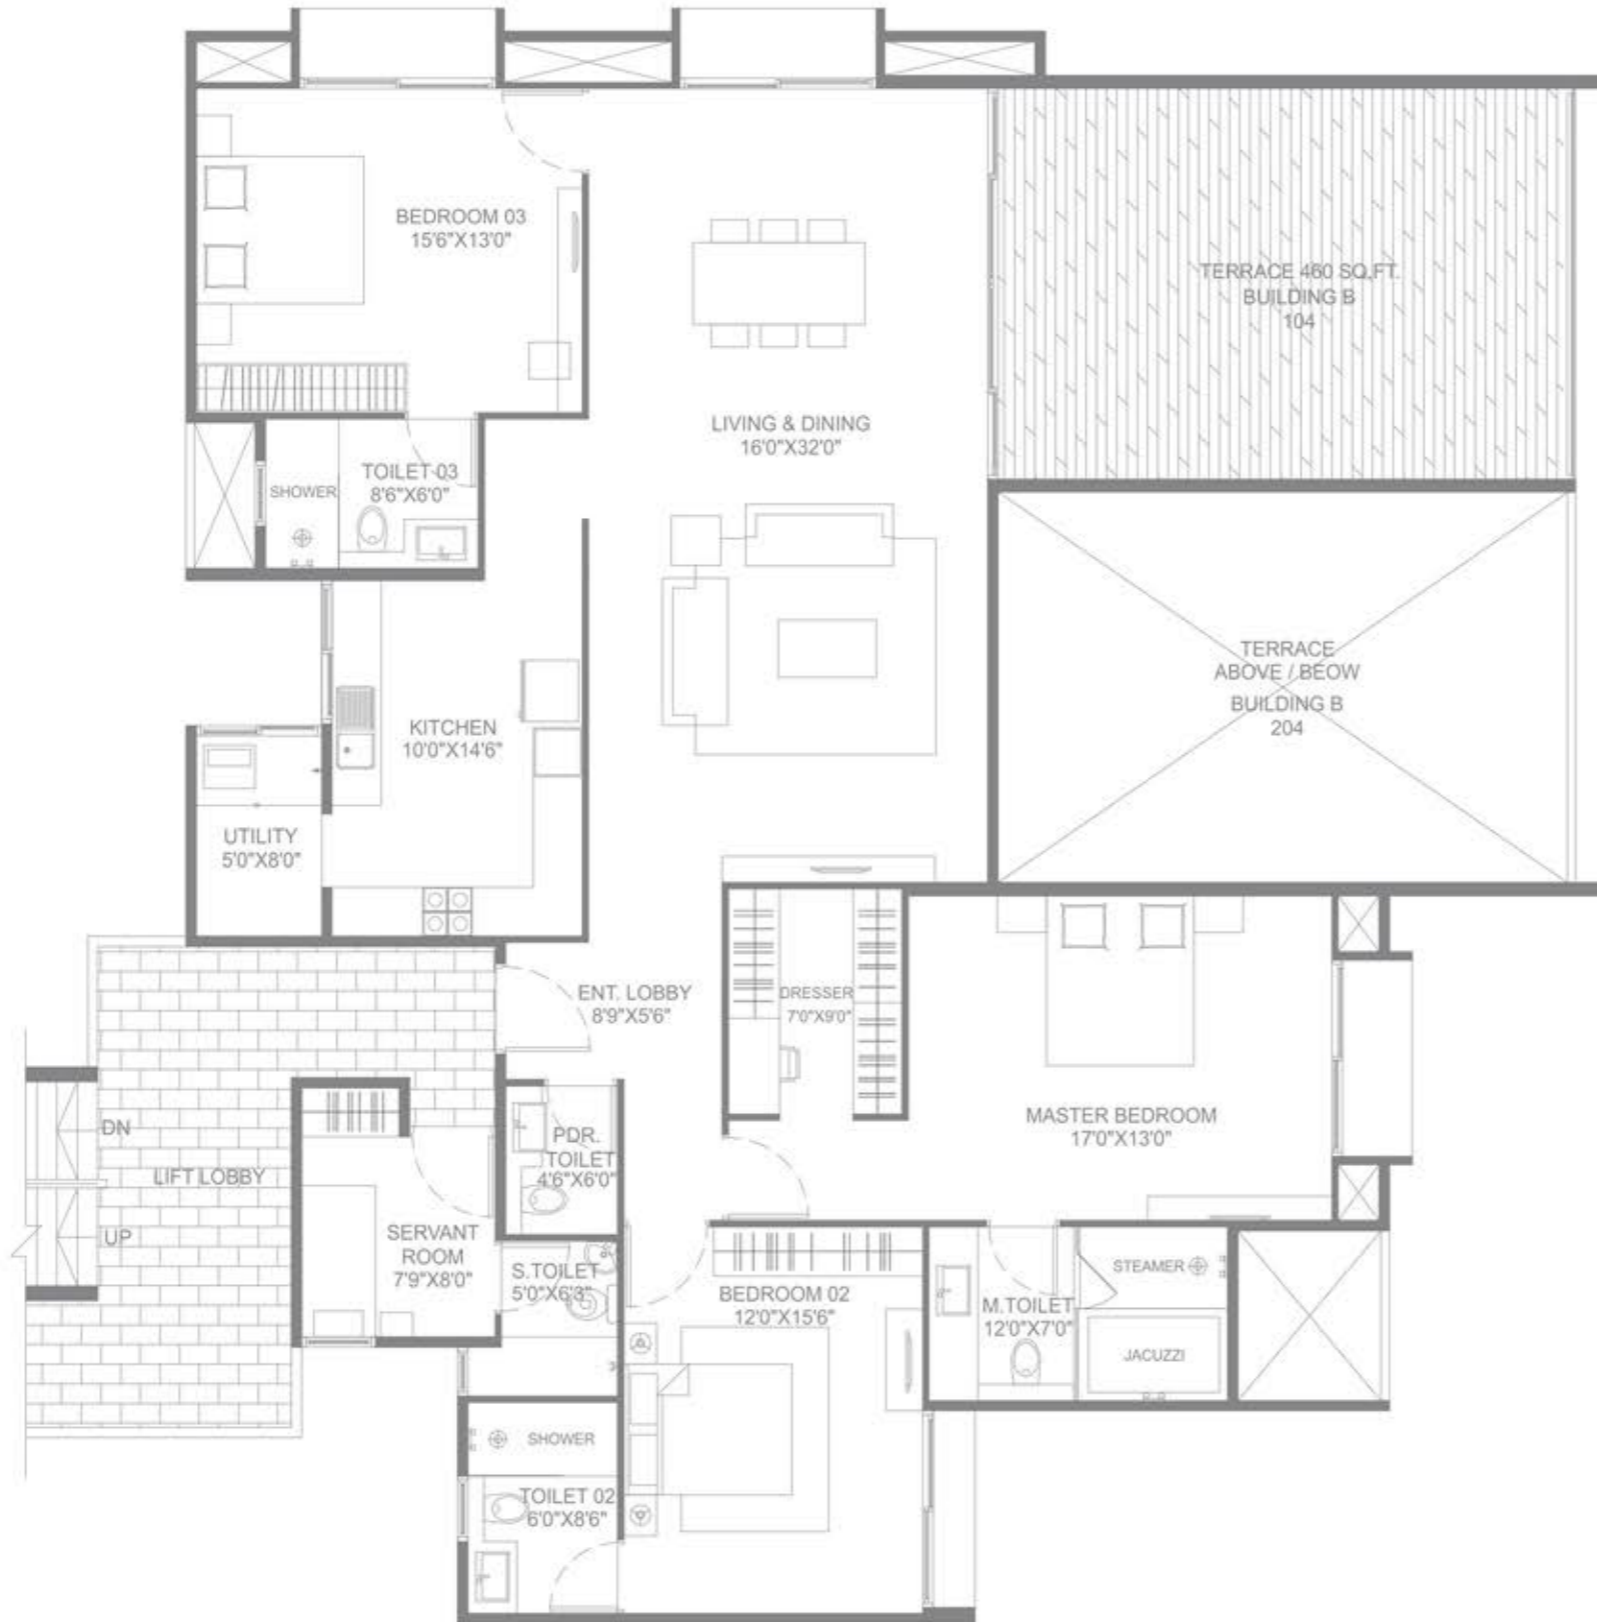 BEDROOM 03
15'6"X13'0"
TERRACE 460 SQ.FT.
BUILDING B
104
LIVING & DINING
16'0"X32'0"
TOILET 03
8'6"X6'0"
SHOWER
TERRACE
ABOVE / BEOW
BUILDING B
204
KITCHEN
10'0"X14'6"
UTILITY
5'0"X8'0"
ENT. LOBBY
8'9"X5'6"
DRESSER
7'0"X9'0"
MASTER BEDROOM
17'0"X13'0"
DN
LIFT LOBBY
UP
PDR.
TOILET
4'6"X6'0"
SERVANT
ROOM
7'9"X8'0"
S.TOILET
5'0"X6'3"
BEDROOM 02
12'0"X15'6"
STEAMER
M.TOILET
12'0"X7'0"
JACUZZI
SHOWER
TOILET 02
6'0"X8'6"